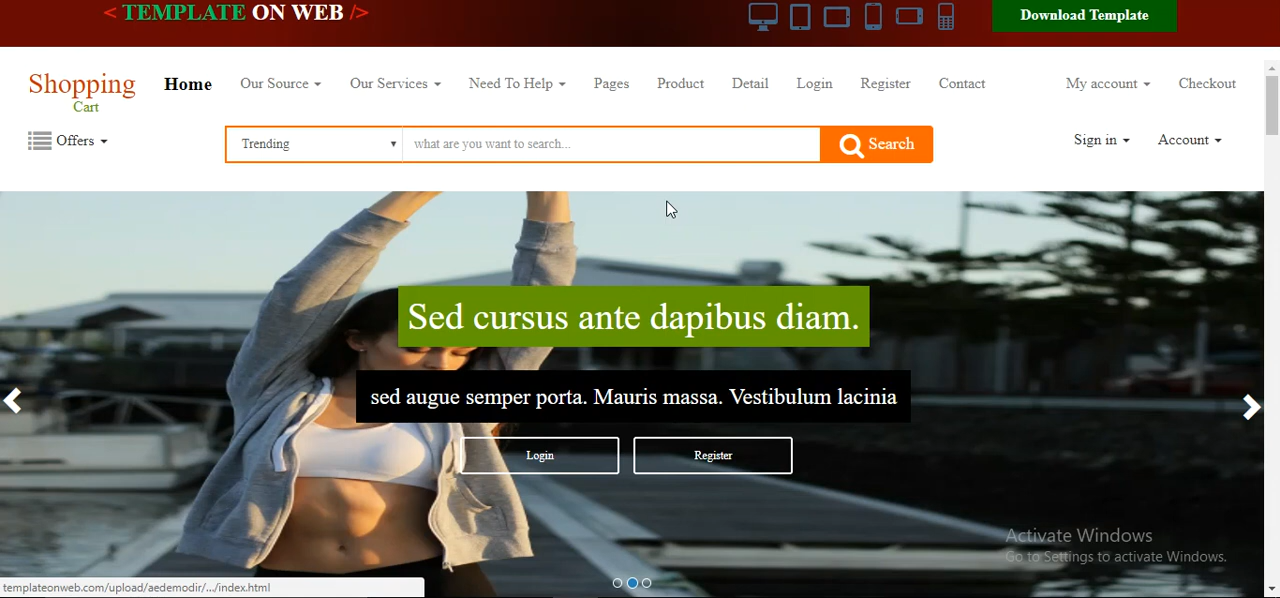 < TEMPLATE ON WEB />
Download Template
Shopping
Cart
Home
Our Source
Our Services
Need To Help
Pages
Product
Detail
Login
Register
Contact
My account
Checkout
Offers
Trending
what are you want to search...
Search
Sign in
Account
Sed cursus ante dapibus diam.
sed augue semper porta. Mauris massa. Vestibulum lacinia
Login
Register
Activate Windows
Go to Settings to activate Windows.
templateonweb.com/upload/aedemodir/.../index.html